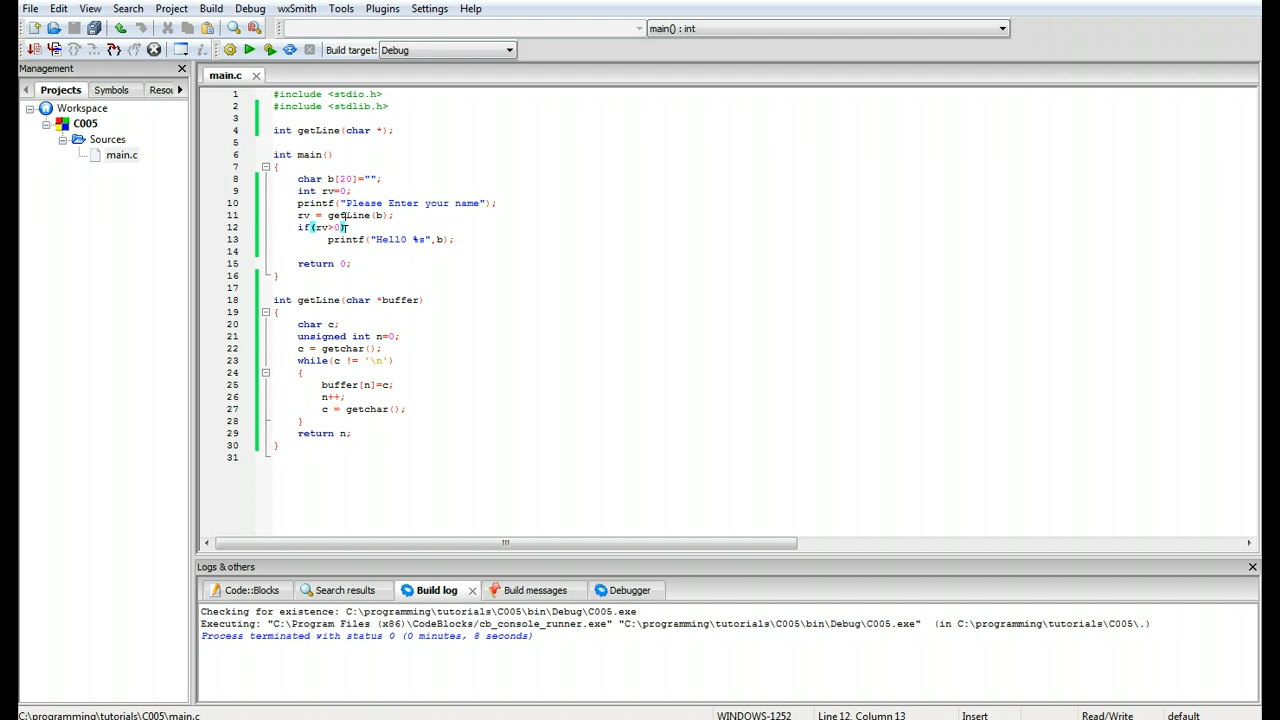 File Edit View Search Project Build Debug wxSmith Tools Plugins Settings Help
main() : int
Build target: Debug
Management
Projects Symbols Resou
Workspace
C005
Sources
main.c
main.c
1 #include <stdio.h>
2 #include <stdlib.h>
3
4 int getLine(char *);
5
6 int main()
7 {
8 char b[20]="";
9 int rv=0;
10 printf("Please Enter your name");
11 rv = getLine(b);
12 if(rv>0)
13 printf("Hell0 %s",b);
14
15 return 0;
16 }
17
18 int getLine(char *buffer)
19 {
20 char c;
21 unsigned int n=0;
22 c = getchar();
23 while(c != '\n')
24 {
25 buffer[n]=c;
26 n++;
27 c = getchar();
28 }
29 return n;
30 }
31
Logs & others
Code::Blocks Search results Build log Build messages Debugger
Checking for existence: C:\programming\tutorials\C005\bin\Debug\C005.exe
Executing: "C:\Program Files (x86)\CodeBlocks/cb_console_runner.exe" "C:\programming\tutorials\C005\bin\Debug\C005.exe" (in C:\programming\tutorials\C005\.)
Process terminated with status 0 (0 minutes, 8 seconds)
C:\programming\tutorials\C005\main.c WINDOWS-1252 Line 12, Column 13 Insert Read/Write default